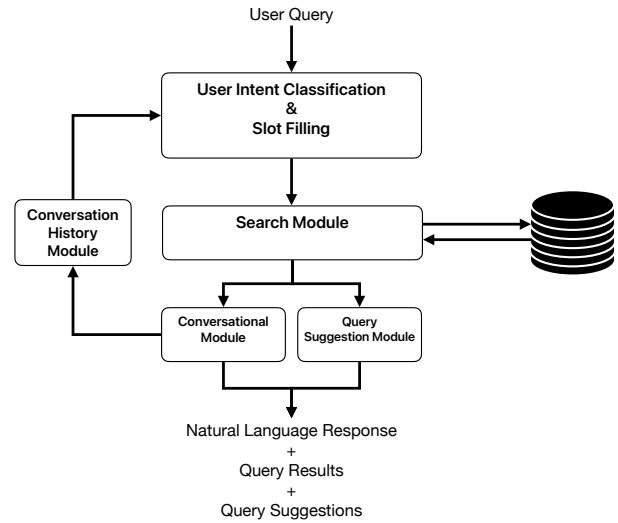 User Query
User Intent Classification
&
Slot Filling
Search Module
Conversation
History
Module
Conversational
Module
Query
Suggestion Module
Natural Language Response
+
Query Results
+
Query Suggestions